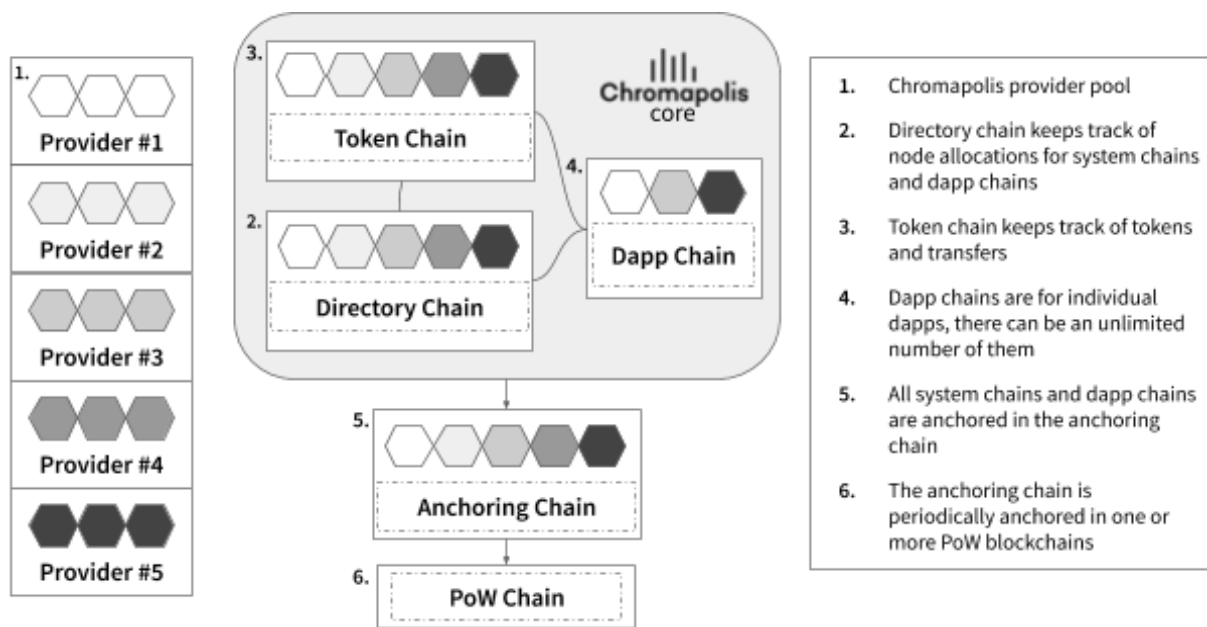 1.
Provider #1
Provider #2
Provider #3
Provider #4
Provider #5
3.
Token Chain
Chromapolis
core
2.
Directory Chain
4.
Dapp Chain
5.
Anchoring Chain
6.
PoW Chain
1. Chromapolis provider pool
2. Directory chain keeps track of
node allocations for system chains
and dapp chains
3. Token chain keeps track of tokens
and transfers
4. Dapp chains are for individual
dapps, there can be an unlimited
number of them
5. All system chains and dapp chains
are anchored in the anchoring
chain
6. The anchoring chain is
periodically anchored in one or
more PoW blockchains